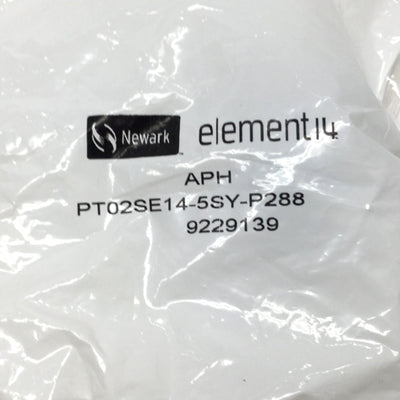 Newark element14
APH
PT02SE14-5SY-P288
9229139